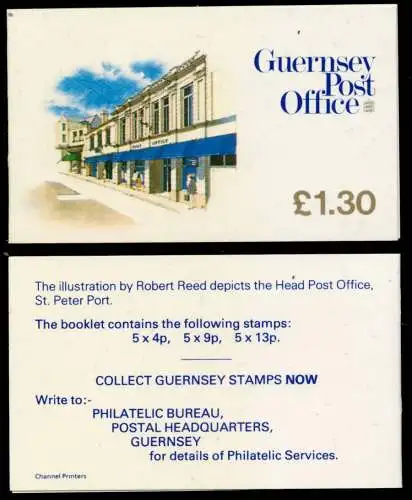 Guernsey
Post
Office
£1.30
POST OFFICE
The illustration by Robert Reed depicts the Head Post Office,
St. Peter Port.
The booklet contains the following stamps:
5 x 4p, 5 x 9p, 5 x 13p.
COLLECT GUERNSEY STAMPS NOW
Write to:-
PHILATELIC BUREAU,
POSTAL HEADQUARTERS,
GUERNSEY
for details of Philatelic Services.
Channel Printers